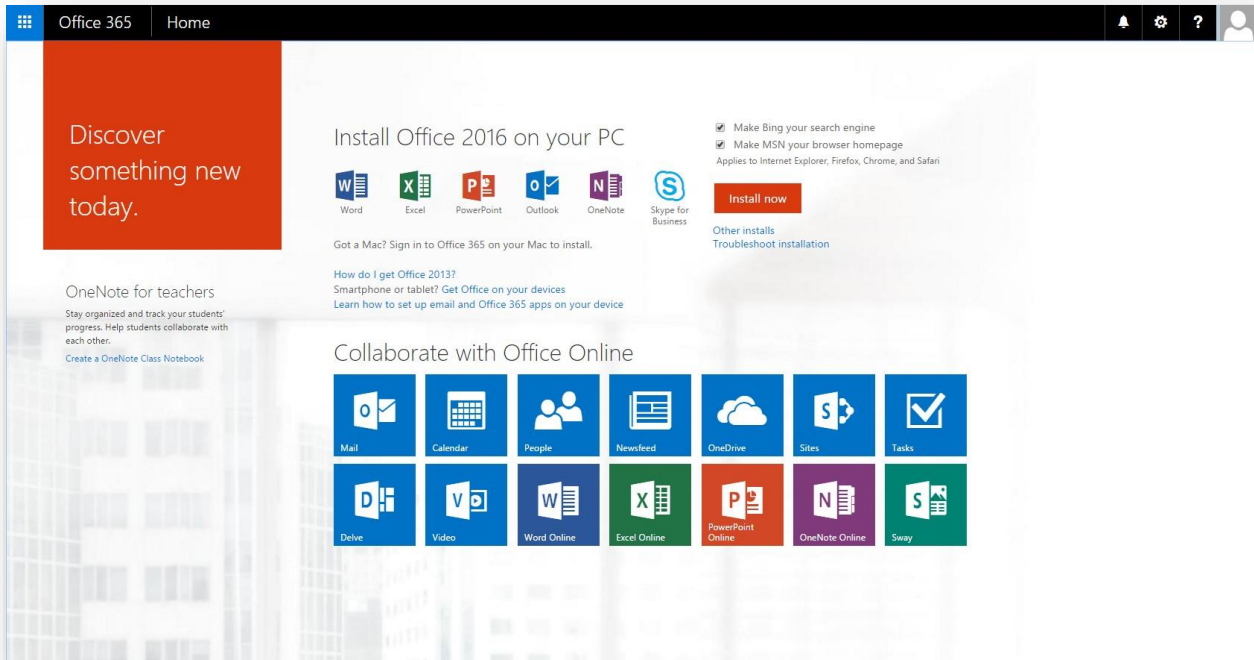 Office 365
Home
?
Discover
something new
today.
OneNote for teachers
Stay organized and track your students'
progress. Help students collaborate with
each other.
Create a OneNote Class Notebook
Install Office 2016 on your PC
W
X
P
O
N
S
Word
Excel
PowerPoint
Outlook
OneNote
Skype for
Business
Got a Mac? Sign in to Office 365 on your Mac to install.
How do I get Office 2013?
Smartphone or tablet? Get Office on your devices
Learn how to set up email and Office 365 apps on your device
Make Bing your search engine
Make MSN your browser homepage
Applies to Internet Explorer, Firefox, Chrome, and Safari
Install now
Other installs
Troubleshoot installation
Collaborate with Office Online
O
S
Mail
Calendar
People
Newsfeed
OneDrive
Sites
Tasks
D
V
W
X
P
N
S
Delve
Video
Word Online
Excel Online
PowerPoint
Online
OneNote Online
Sway